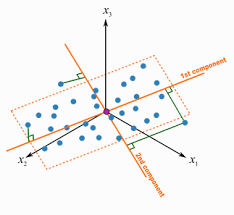 x3
1st component
x2
x1
2nd component